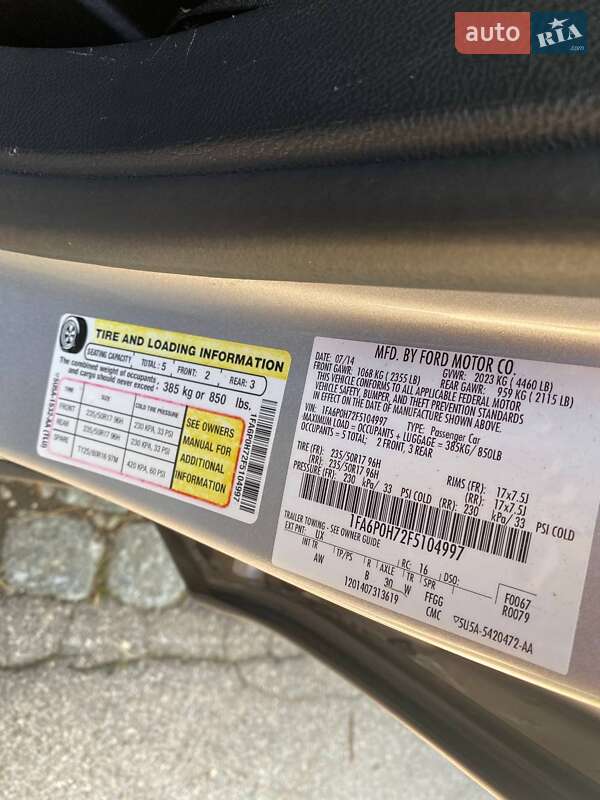 auto RIA
.com
TIRE AND LOADING INFORMATION
SEATING CAPACITY TOTAL: 5 FRONT: 2 REAR: 3
The combined weight of occupants
and cargo should never exceed : 385 kg or 850 lbs.
TIRE SIZE COLD TIRE PRESSURE
FRONT 235/50R17 96H 230 KPA, 33 PSI
REAR 235/50R17 96H 230 KPA, 33 PSI
SPARE 420 KPA, 60 PSI
SEE OWNERS
MANUAL FOR
ADDITIONAL
INFORMATION
1FA6P0H72F5104997
MFD. BY FORD MOTOR CO.
DATE: 07/14 GVWR: 2023 KG ( 4460 LB)
FRONT GAWR: 1068 KG ( 2355 LB) REAR GAWR: 959 KG ( 2115 LB)
THIS VEHICLE CONFORMS TO ALL APPLICABLE FEDERAL MOTOR
VEHICLE SAFETY, BUMPER, AND THEFT PREVENTION STANDARDS
IN EFFECT ON THE DATE OF MANUFACTURE SHOWN ABOVE.
VIN: 1FA6P0H72F5104997 TYPE: Passenger Car
MAXIMUM LOAD = OCCUPANTS + LUGGAGE = 385KG/ 850LB
OCCUPANTS = 5 TOTAL 2 FRONT, 3 REAR
TIRE (FR): 235/50R17 96H RIMS (FR): 17x7.5J
(RR): 235/50R17 96H (RR): 17x7.5J
PRESSURE (FR): 230 kPa/ 33 PSI COLD (RR): 230 kPa/ 33 PSI COLD
1FA6P0H72F5104997
TRAILER TOWING - SEE OWNER GUIDE
EXT PNT: UX RC: 16 DSO: F0067
INT TR TP/PS R AXLE TR SPR R0079
AW B 30 W FFGG
1201407313619 CMC 5U5A-5420472-AA